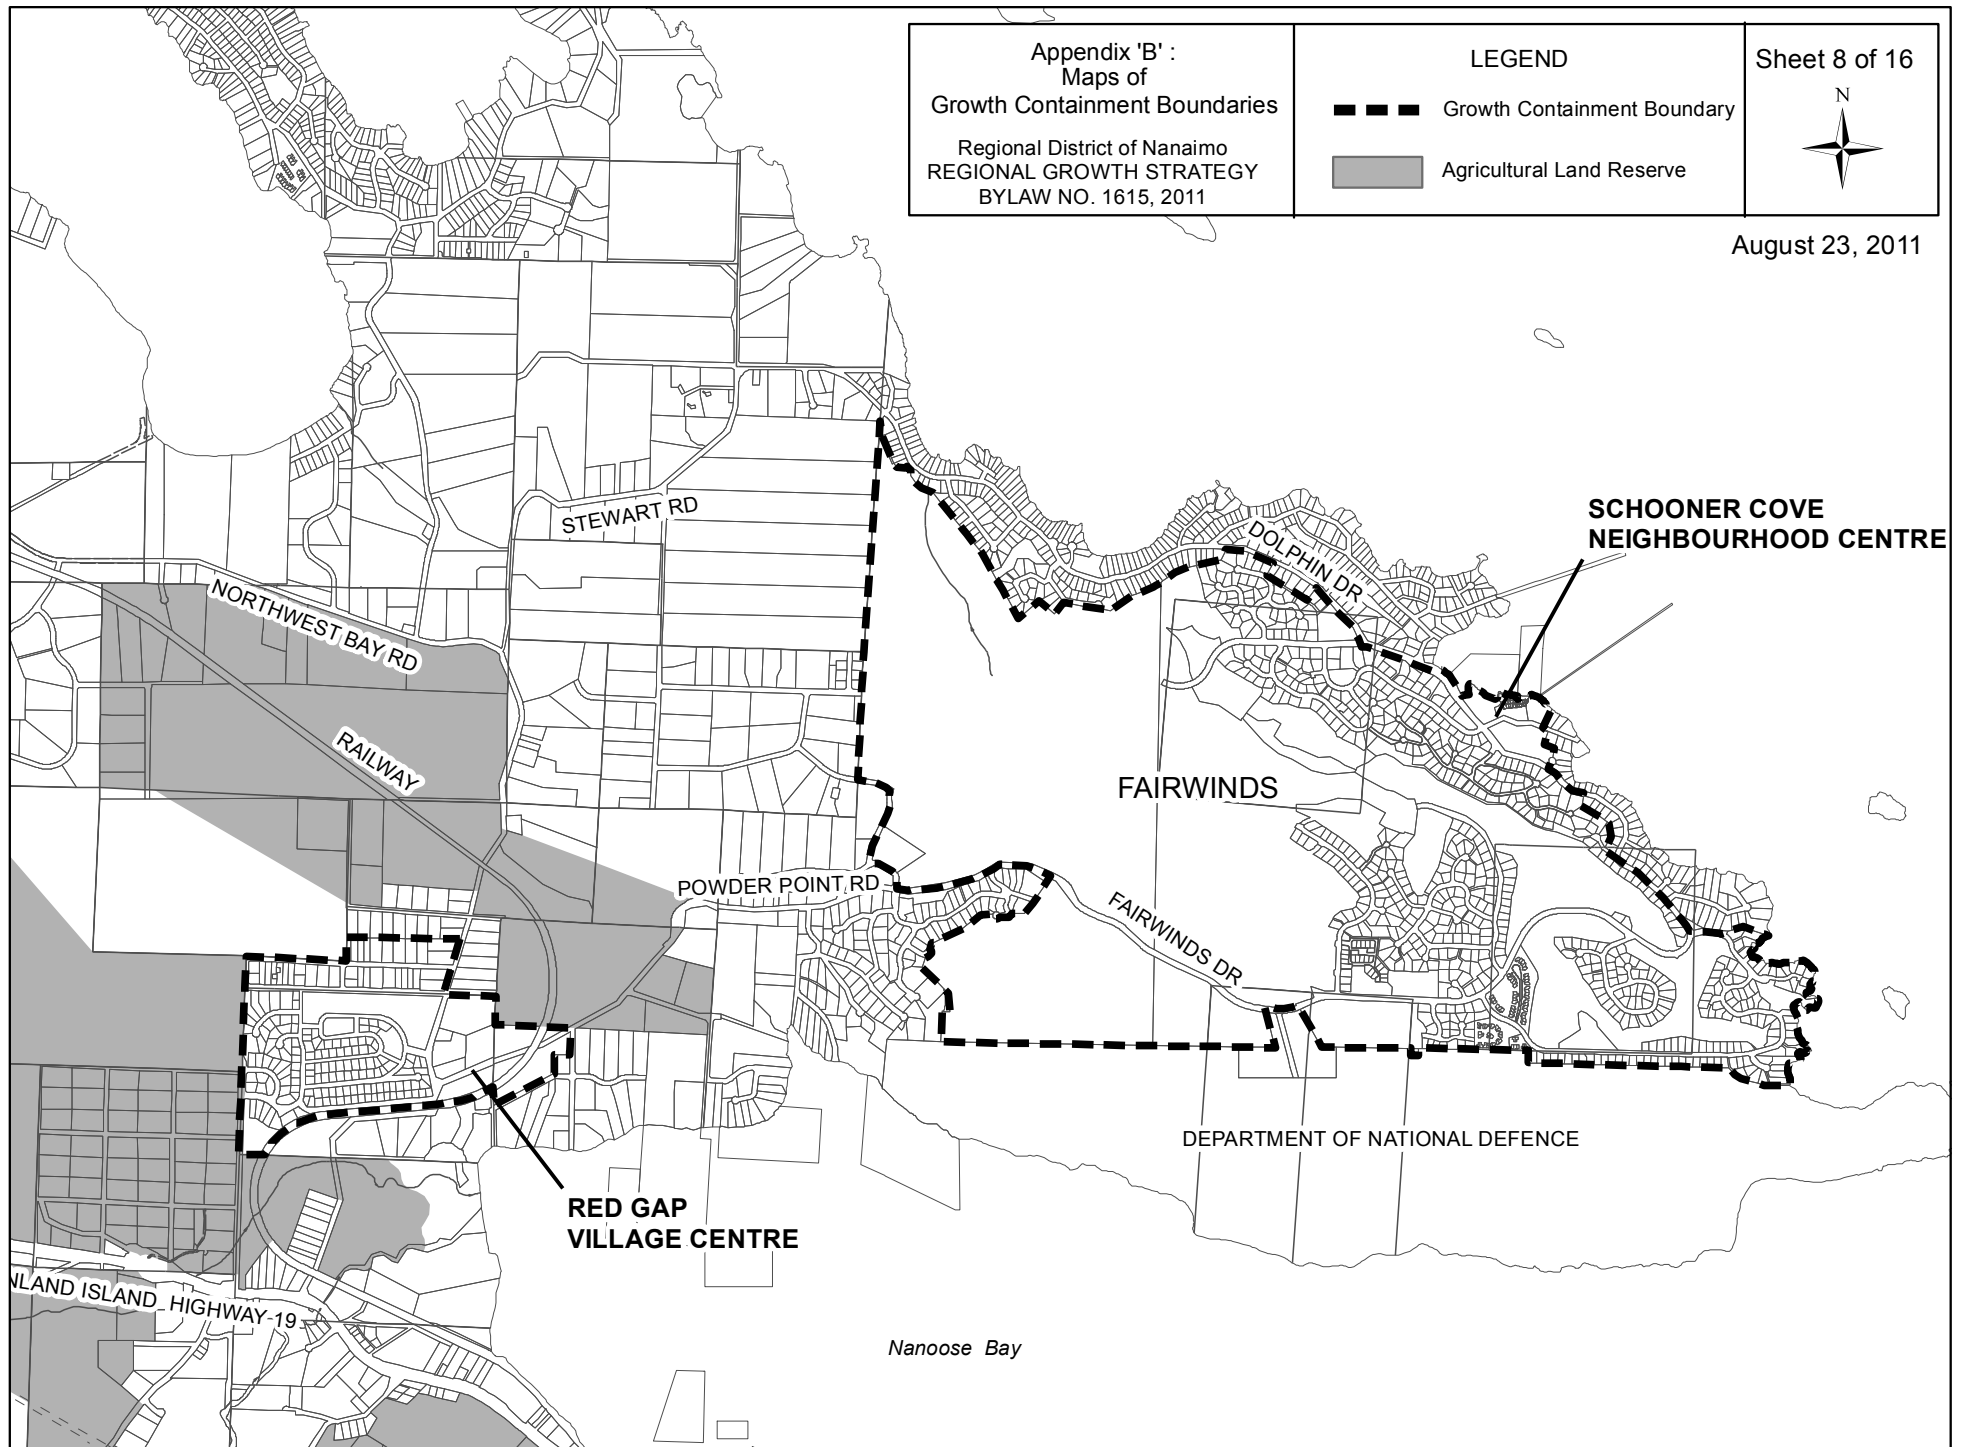 Appendix 'B' :
Maps of
Growth Containment Boundaries
Regional District of Nanaimo
REGIONAL GROWTH STRATEGY
BYLAW NO. 1615, 2011
LEGEND
Growth Containment Boundary
Agricultural Land Reserve
Sheet 8 of 16
N
August 23, 2011
STEWART RD
SCHOONER COVE
NEIGHBOURHOOD CENTRE
DOLPHIN DR
NORTHWEST BAY RD
RAILWAY
FAIRWINDS
POWDER POINT RD
FAIRWINDS DR
DEPARTMENT OF NATIONAL DEFENCE
RED GAP
VILLAGE CENTRE
NLAND ISLAND HIGHWAY-19
Nanoose Bay